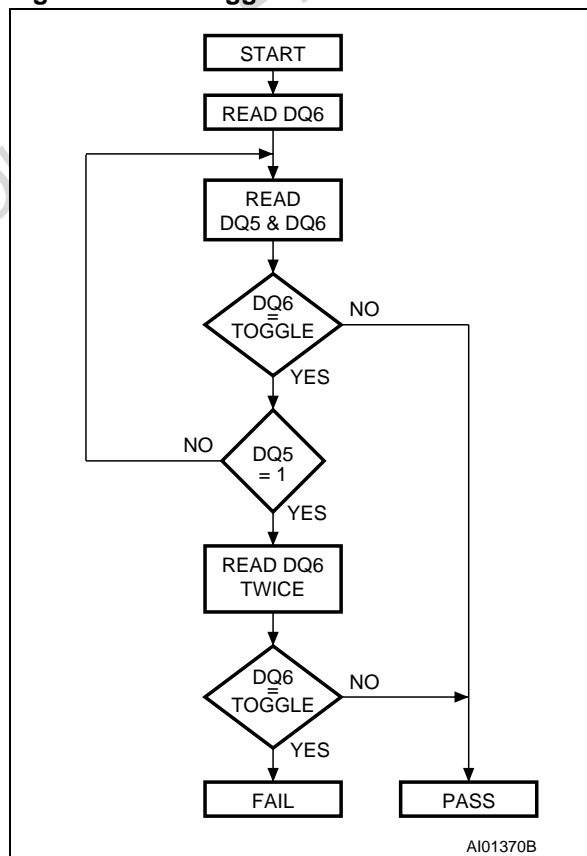 START
READ DQ6
READ
DQ5 & DQ6
DQ6
=
TOGGLE
NO
YES
NO
DQ5
= 1
YES
READ DQ6
TWICE
DQ6
=
TOGGLE
NO
YES
FAIL
PASS
AI01370B